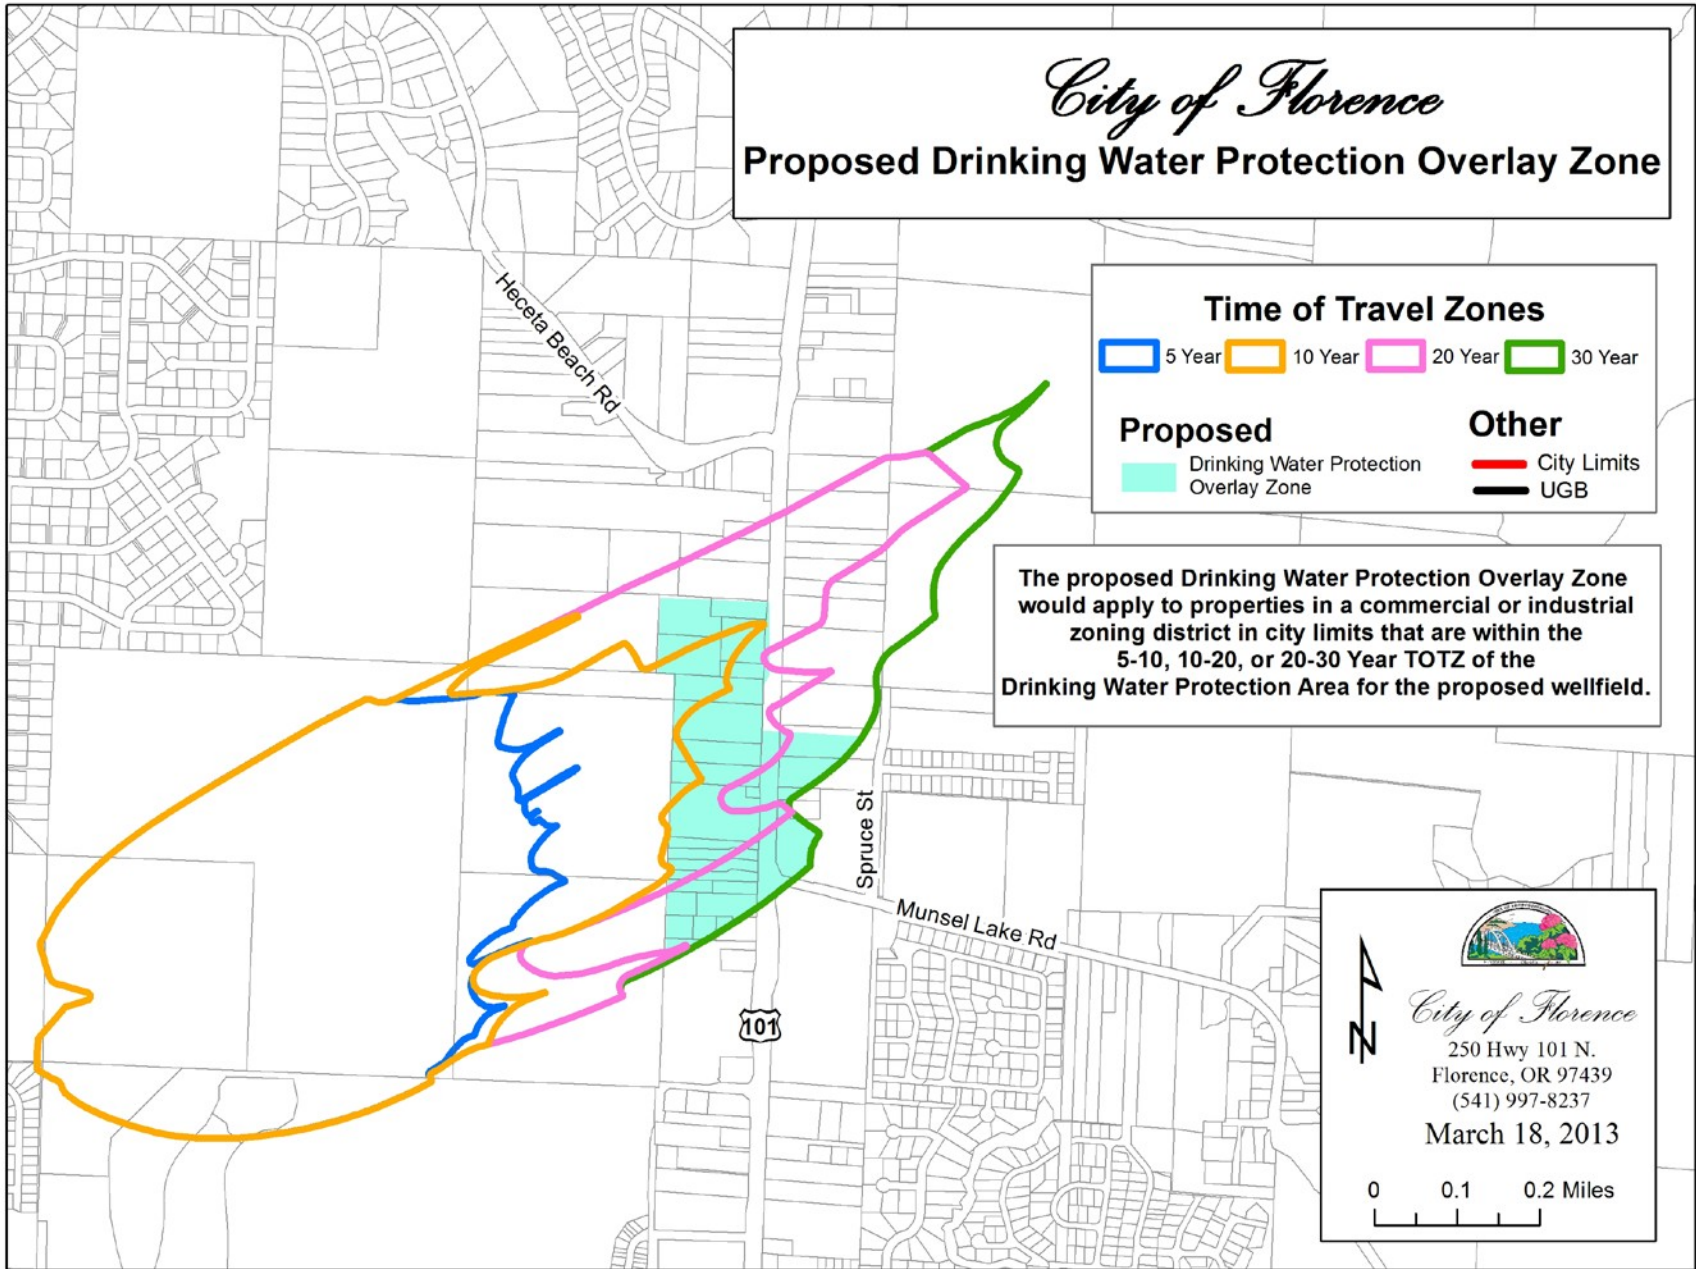 City of Florence
Proposed Drinking Water Protection Overlay Zone
Heceta Beach Rd
Time of Travel Zones
5 Year
10 Year
20 Year
30 Year
Proposed
Drinking Water Protection
Overlay Zone
Other
City Limits
UGB
The proposed Drinking Water Protection Overlay Zone
would apply to properties in a commercial or industrial
zoning district in city limits that are within the
5-10, 10-20, or 20-30 Year TOTZ of the
Drinking Water Protection Area for the proposed wellfield.
Spruce St
Munsel Lake Rd
101
N
City of Florence
250 Hwy 101 N.
Florence, OR 97439
(541) 997-8237
March 18, 2013
0 0.1 0.2 Miles